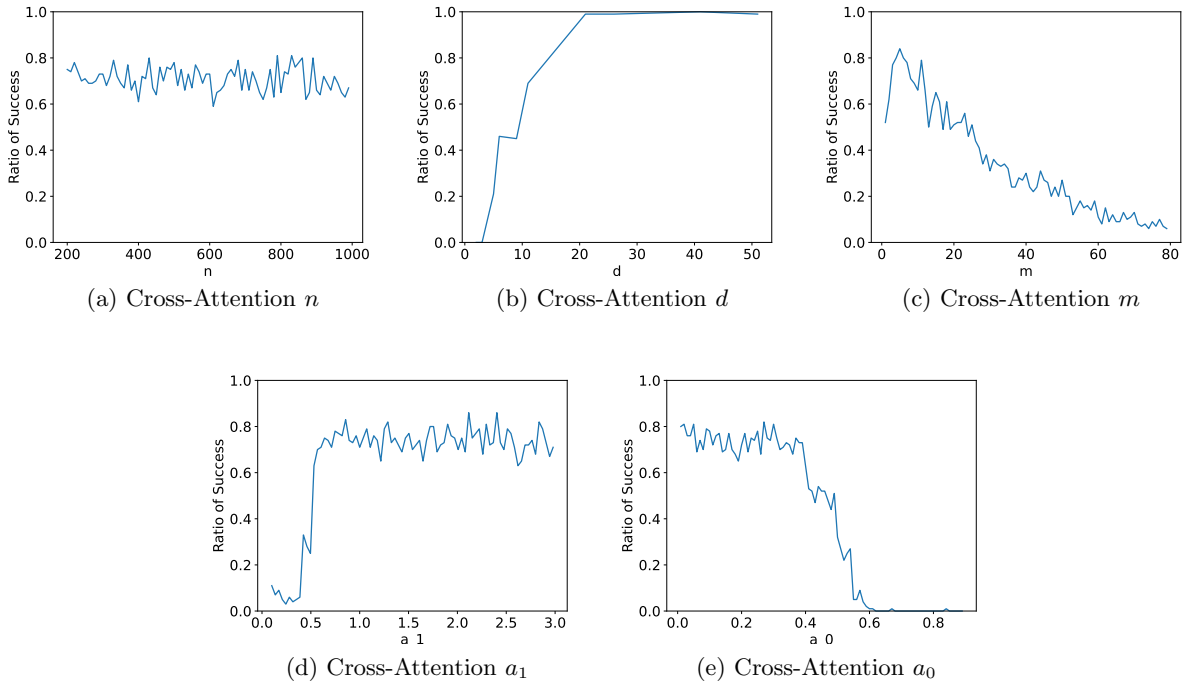 1.0
0.8
0.6
0.4
0.2
0.0
Ratio of Success
200 400 600 800 1000
n
(a) Cross-Attention n
1.0
0.8
0.6
0.4
0.2
0.0
Ratio of Success
0 10 20 30 40 50
d
(b) Cross-Attention d
1.0
0.8
0.6
0.4
0.2
0.0
Ratio of Success
0 20 40 60 80
m
(c) Cross-Attention m
1.0
0.8
0.6
0.4
0.2
0.0
Ratio of Success
0.0 0.5 1.0 1.5 2.0 2.5 3.0
a_1
(d) Cross-Attention a₁
1.0
0.8
0.6
0.4
0.2
0.0
Ratio of Success
0.0 0.2 0.4 0.6 0.8
a_0
(e) Cross-Attention a₀